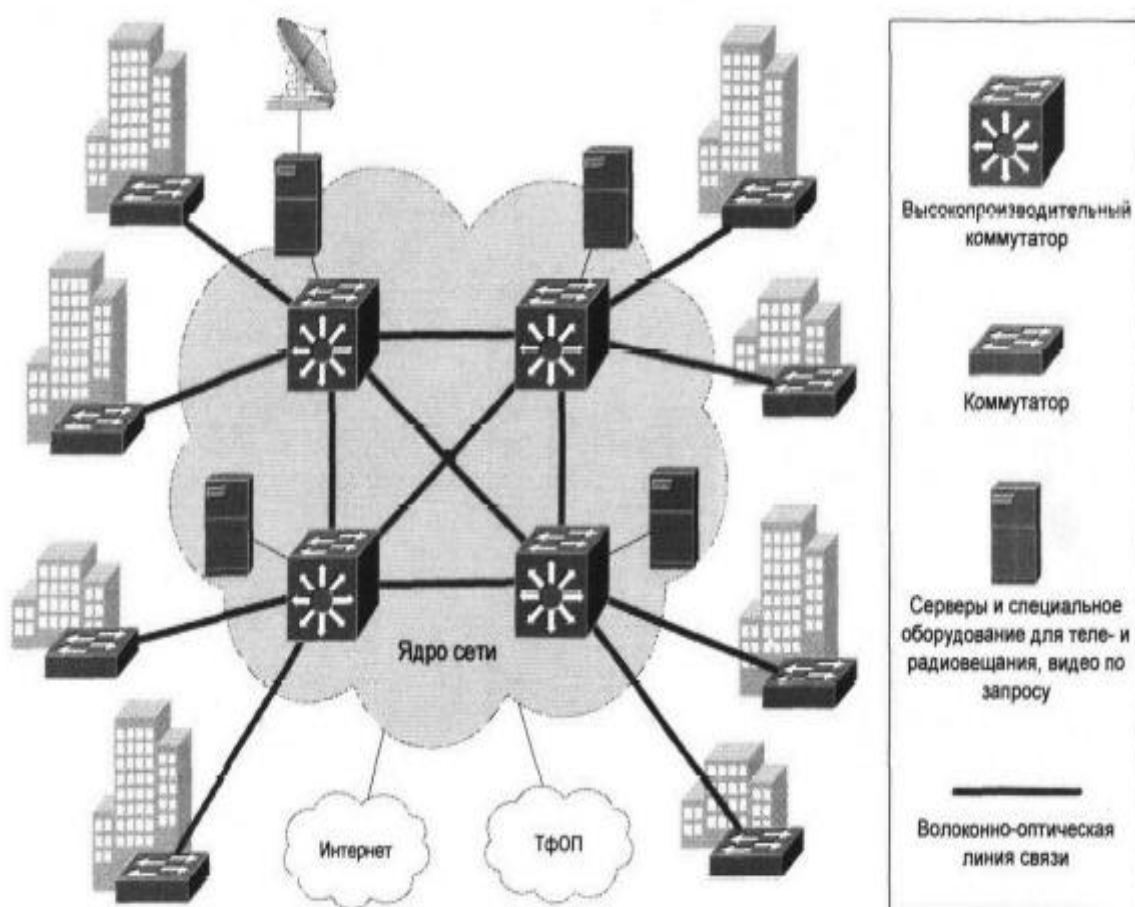 Ядро сети
Интернет
ТфОП
Высокопроизводительный
коммутатор
Коммутатор
Серверы и специальное
оборудование для теле- и
радиовещания, видео по
запросу
Волоконно-оптическая
линия связи